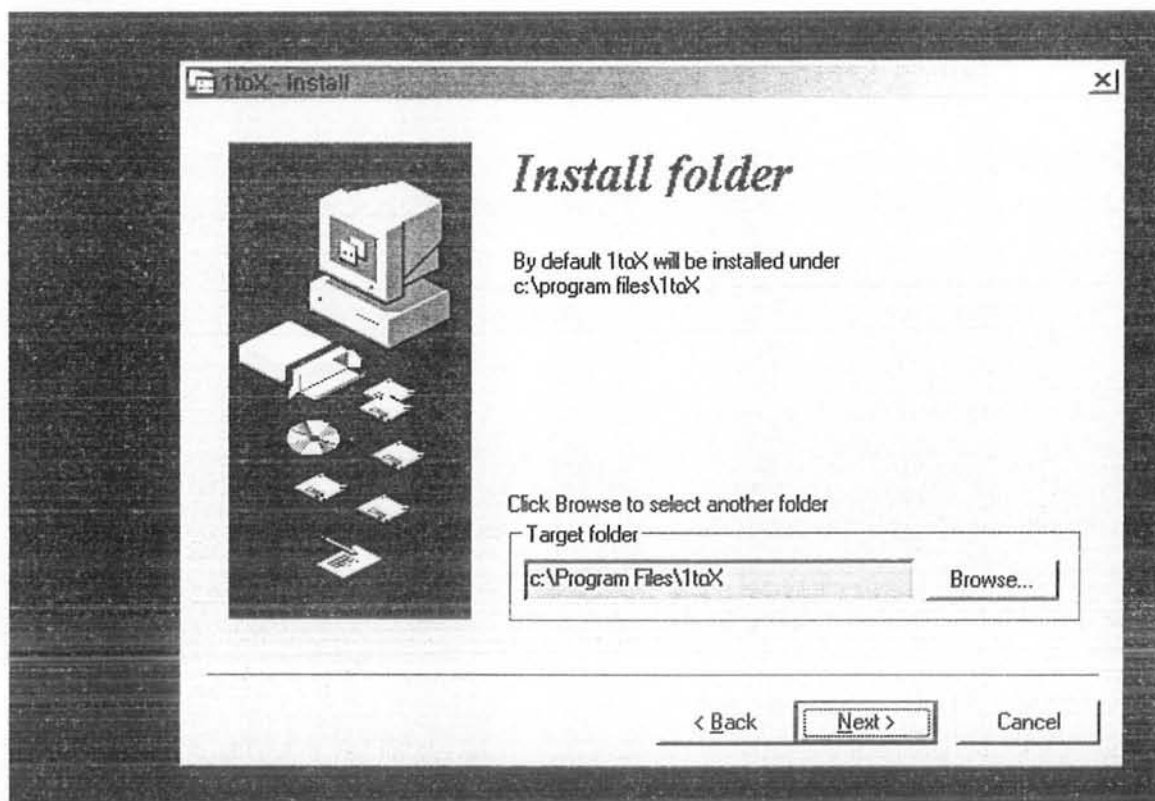 1toX - Install
Install folder
By default 1toX will be installed under
c:\program files\1toX
Click Browse to select another folder
Target folder
c:\Program Files\1toX
Browse...
< Back
Next >
Cancel